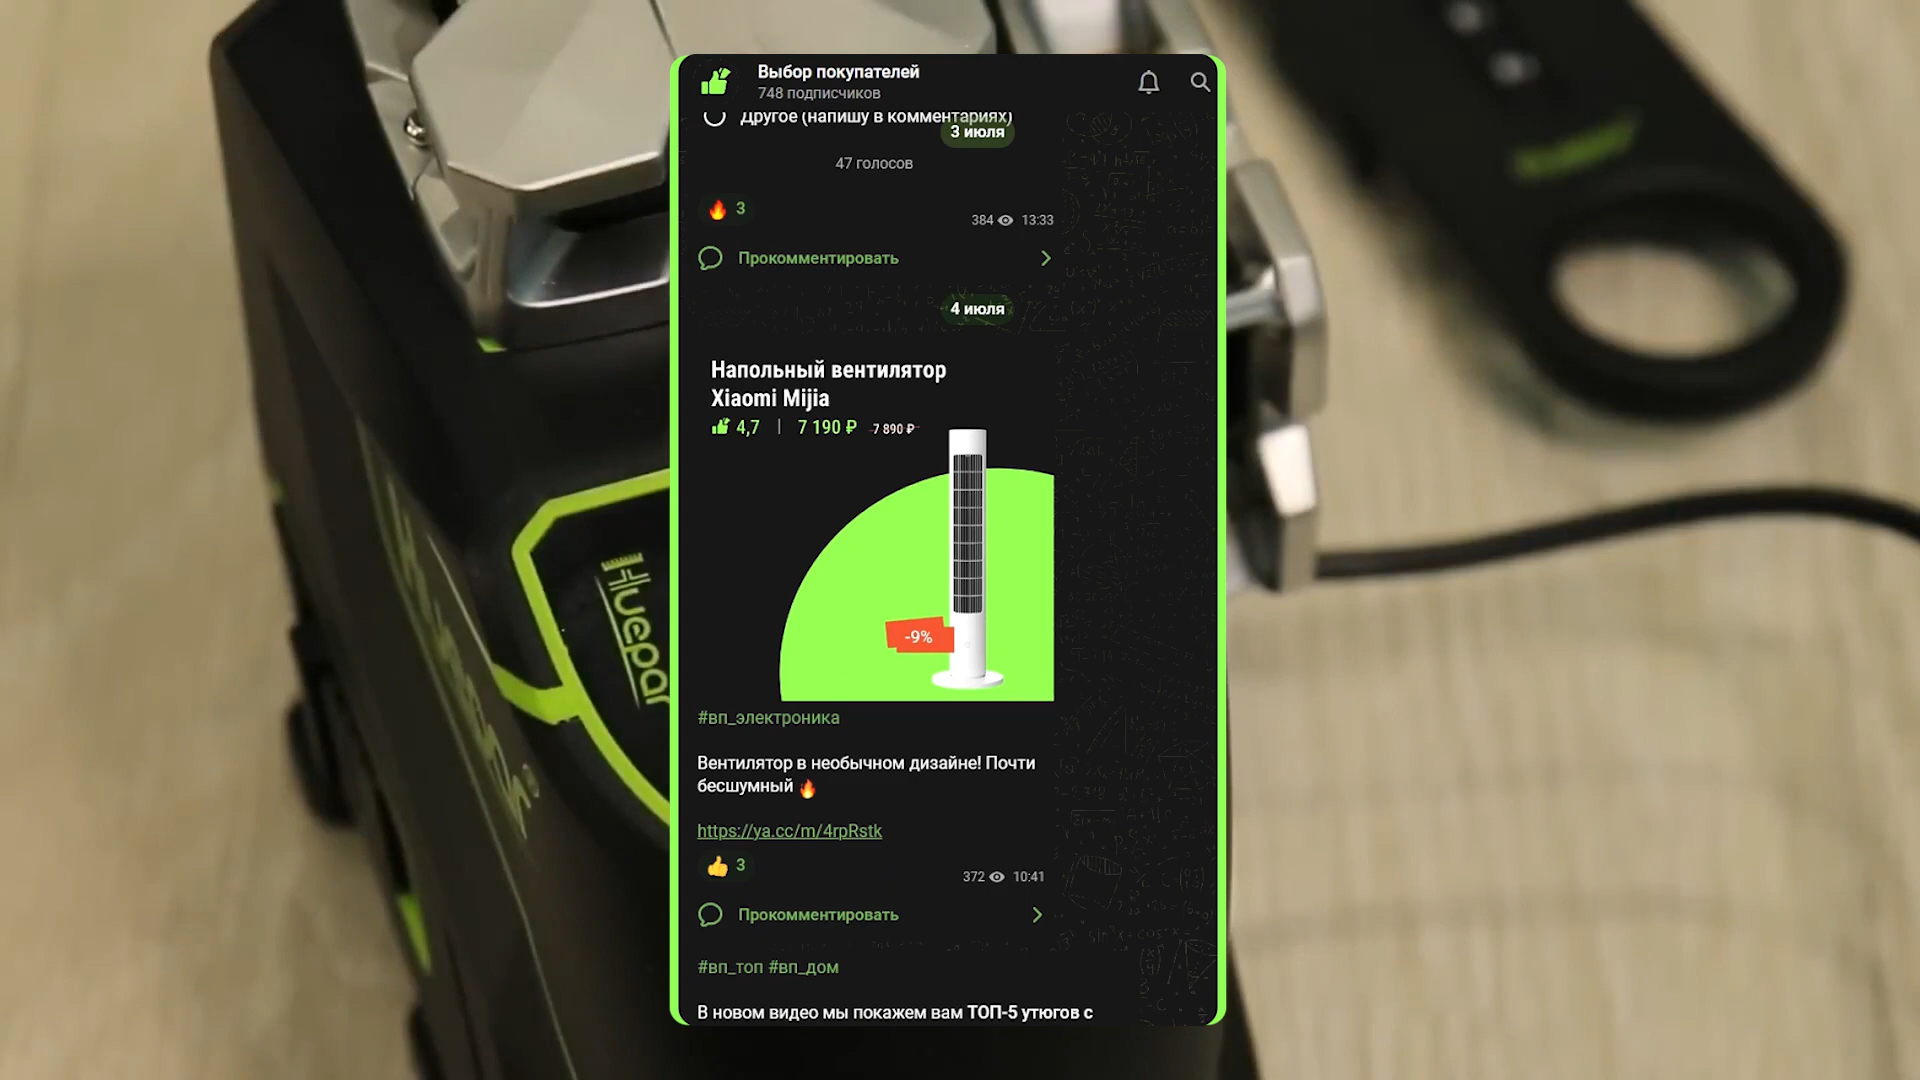 Выбор покупателей
748 подписчиков
Другое (напишу в комментариях)
3 июля
47 голосов
3
384 13:33
Прокомментировать
4 июля
Напольный вентилятор
Xiaomi Mijia
4,7 | 7 190 ₽ 7 890 ₽
-9%
#вп_электроника
Вентилятор в необычном дизайне! Почти
бесшумный
https://ya.cc/m/4rpRstk
3
372 10:41
Прокомментировать
#вп_топ #вп_дом
В новом видео мы покажем вам ТОП-5 утюгов с
Huepar